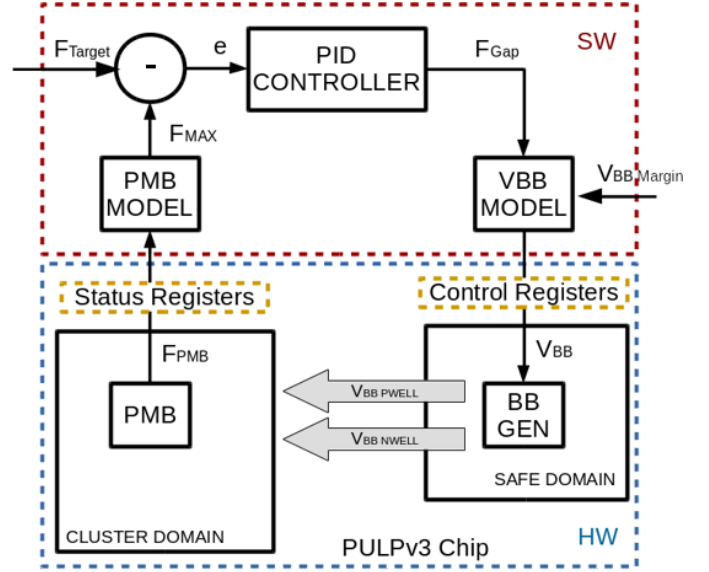 SW
FTarget
-
e
PID
CONTROLLER
FGap
FMAX
PMB
MODEL
VBB
MODEL
VBB Margin
Status Registers
Control Registers
FPMB
VBB
PMB
VBB PWELL
VBB NWELL
BB
GEN
SAFE DOMAIN
CLUSTER DOMAIN
PULPv3 Chip
HW